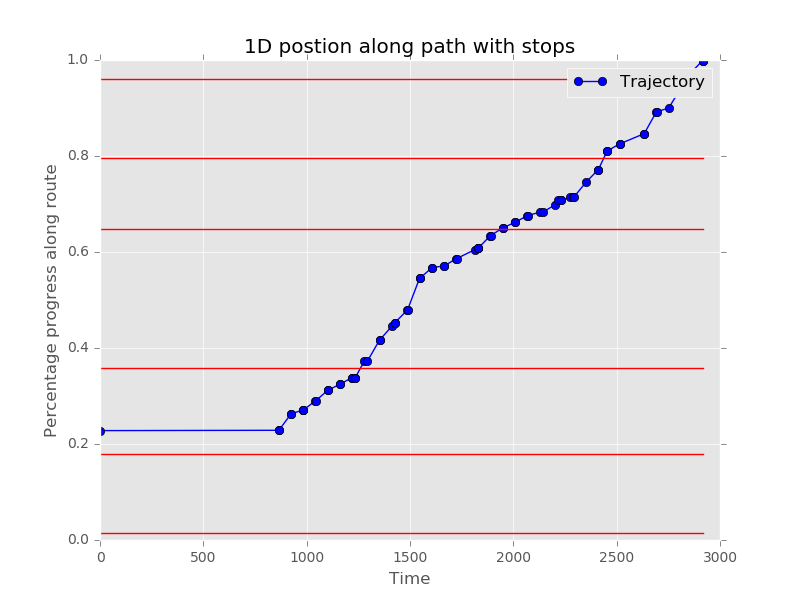 1D postion along path with stops
Trajectory
Percentage progress along route
1.0
0.8
0.6
0.4
0.2
0.0
0 500 1000 1500 2000 2500 3000
Time